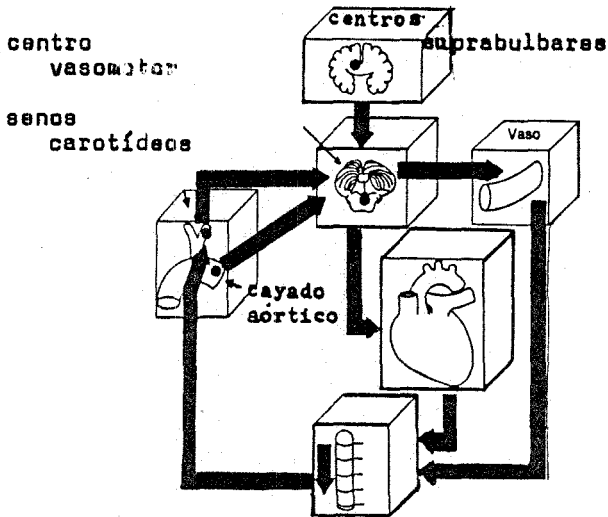 centros
suprabulbares
centro
vasomotor
senos
carotídeos
Vaso
cayado
aórtico